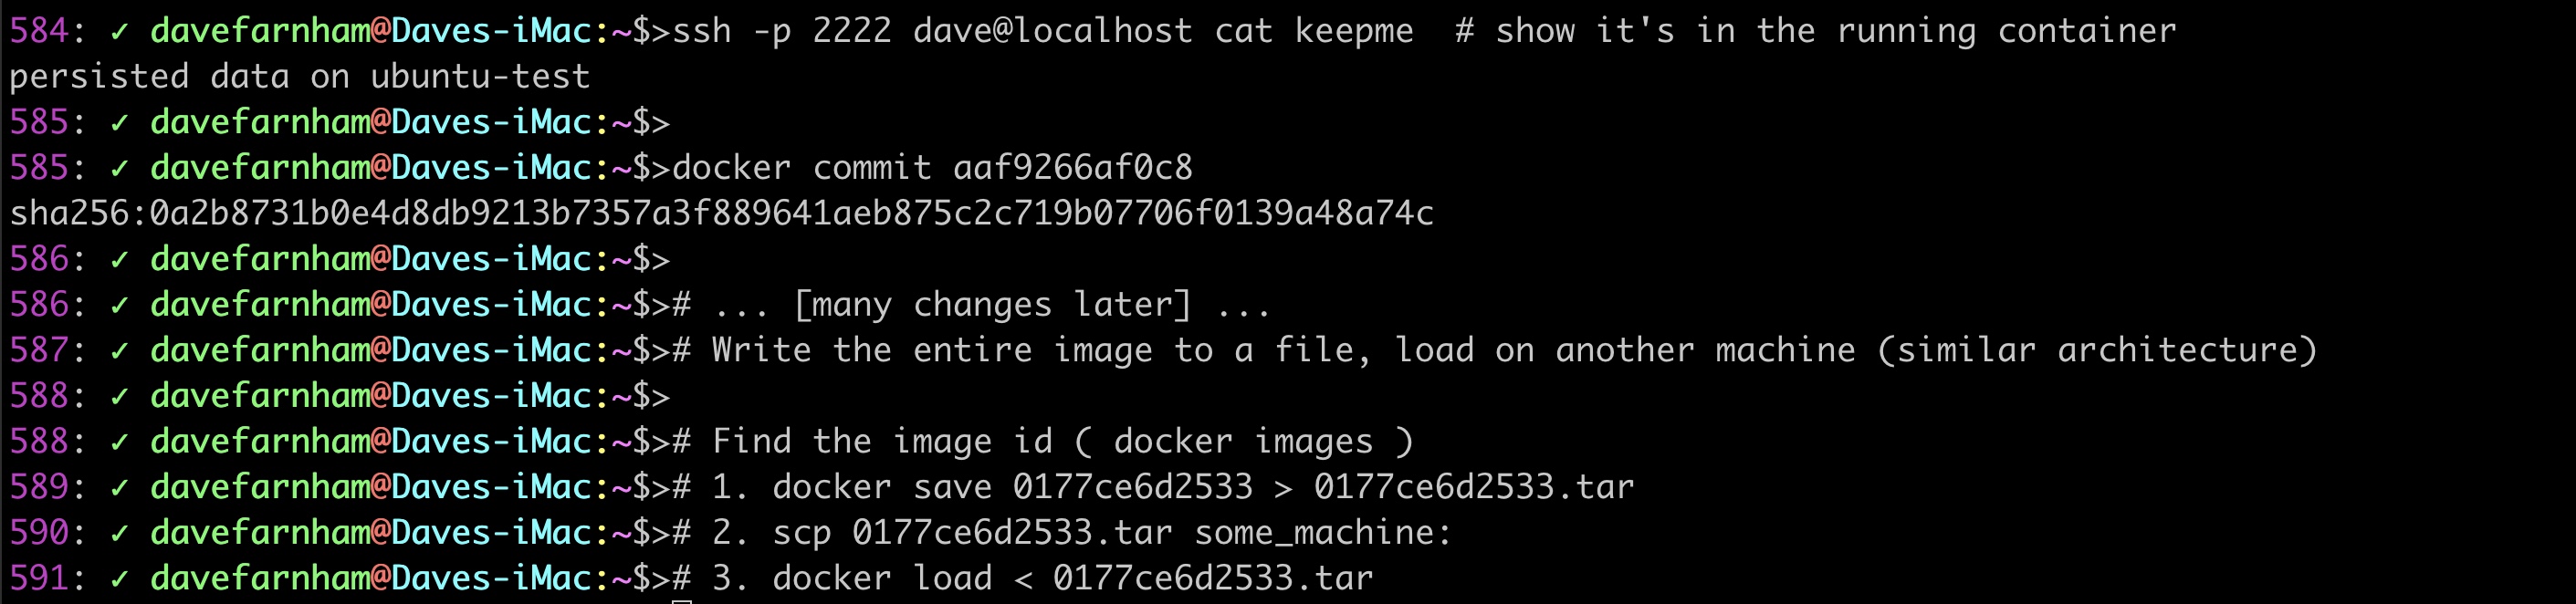 584: ✓ davefarnham@Daves-iMac:~$>ssh -p 2222 dave@localhost cat keepme  # show it's in the running container
persisted data on ubuntu-test
585: ✓ davefarnham@Daves-iMac:~$>
585: ✓ davefarnham@Daves-iMac:~$>docker commit aaf9266af0c8
sha256:0a2b8731b0e4d8db9213b7357a3f889641aeb875c2c719b07706f0139a48a74c
586: ✓ davefarnham@Daves-iMac:~$>
586: ✓ davefarnham@Daves-iMac:~$># ... [many changes later] ...
587: ✓ davefarnham@Daves-iMac:~$># Write the entire image to a file, load on another machine (similar architecture)
588: ✓ davefarnham@Daves-iMac:~$>
588: ✓ davefarnham@Daves-iMac:~$># Find the image id ( docker images )
589: ✓ davefarnham@Daves-iMac:~$># 1. docker save 0177ce6d2533 > 0177ce6d2533.tar
590: ✓ davefarnham@Daves-iMac:~$># 2. scp 0177ce6d2533.tar some_machine:
591: ✓ davefarnham@Daves-iMac:~$># 3. docker load < 0177ce6d2533.tar